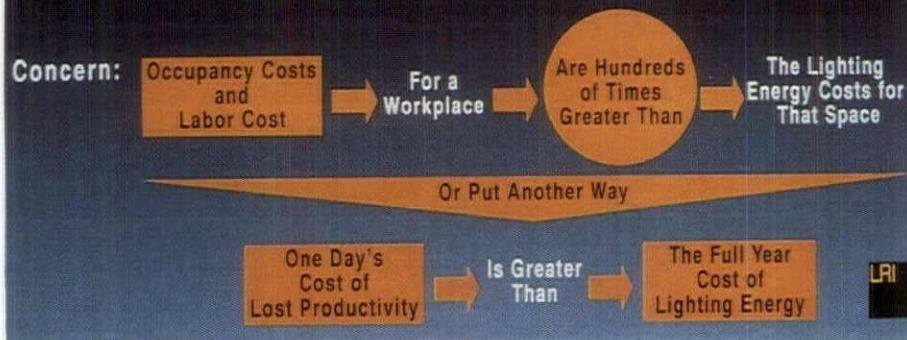 Concern:
Occupancy Costs
and
Labor Cost
For a
Workplace
Are Hundreds
of Times
Greater Than
The Lighting
Energy Costs for
That Space
Or Put Another Way
One Day's
Cost of
Lost Productivity
Is Greater
Than
The Full Year
Cost of
Lighting Energy
LRI